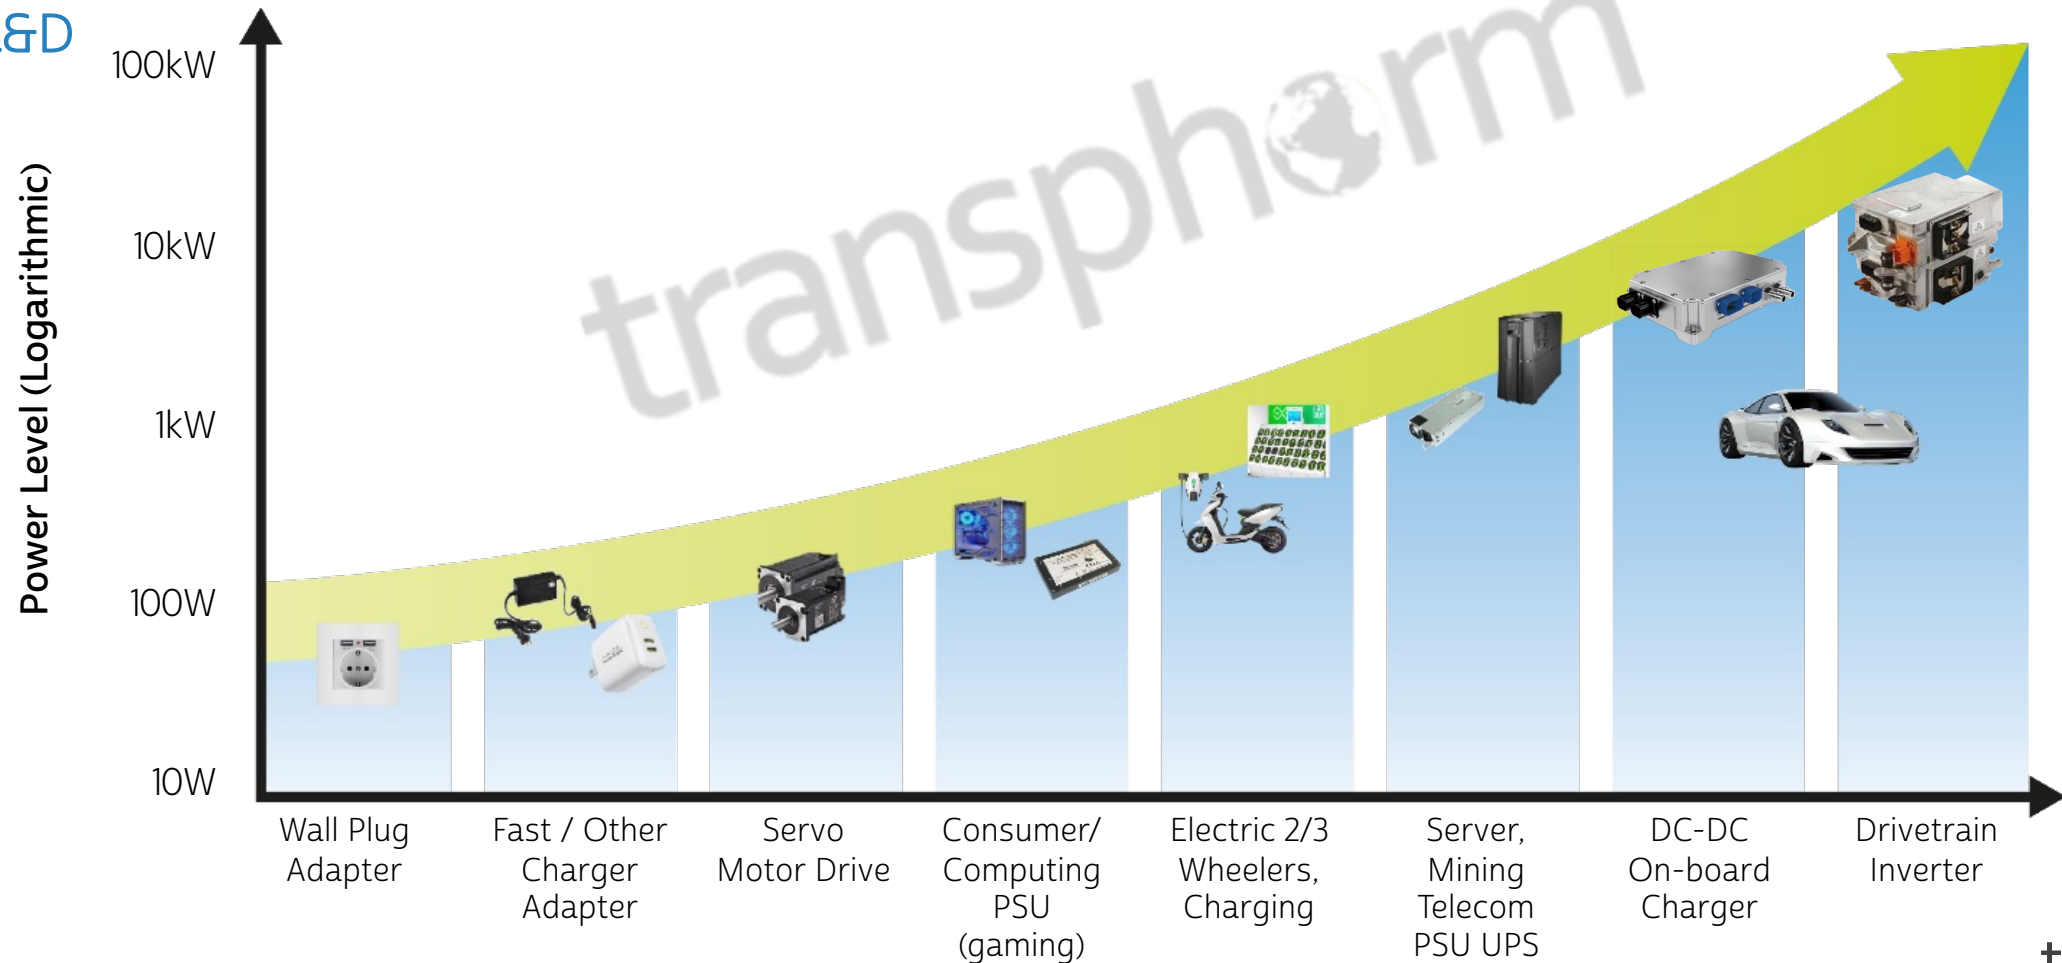 &D
100kW
10kW
1kW
100W
10W
Power Level (Logarithmic)
transphorm
Wall Plug
Adapter
Fast / Other
Charger
Adapter
Servo
Motor Drive
Consumer/
Computing
PSU
(gaming)
Electric 2/3
Wheelers,
Charging
Server,
Mining
Telecom
PSU UPS
DC-DC
On-board
Charger
Drivetrain
Inverter